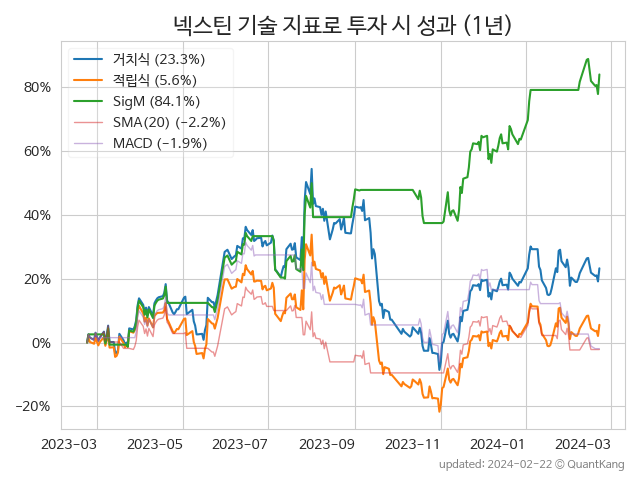 넥스틴 기술 지표로 투자 시 성과 (1년)
거치식 (23.3%)
적립식 (5.6%)
SigM (84.1%)
SMA(20) (−2.2%)
MACD (−1.9%)
80%
60%
40%
20%
0%
−20%
2023-03 2023-05 2023-07 2023-09 2023-11 2024-01 2024-03
updated: 2024-02-22 © QuantKang